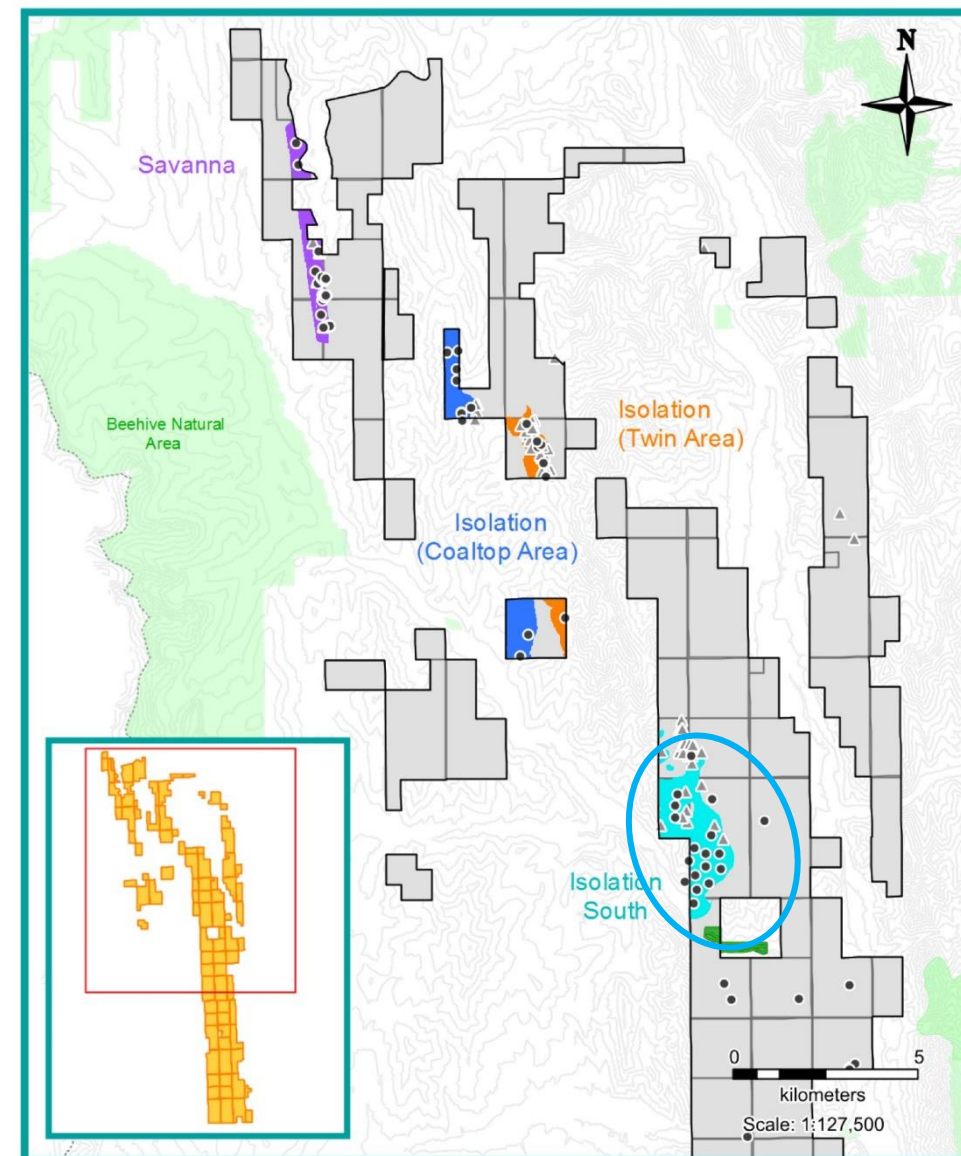 N
Savanna
Beehive Natural
Area
Isolation
(Twin Area)
Isolation
(Coaltop Area)
Isolation
South
0 5
kilometers
Scale: 1:127,500